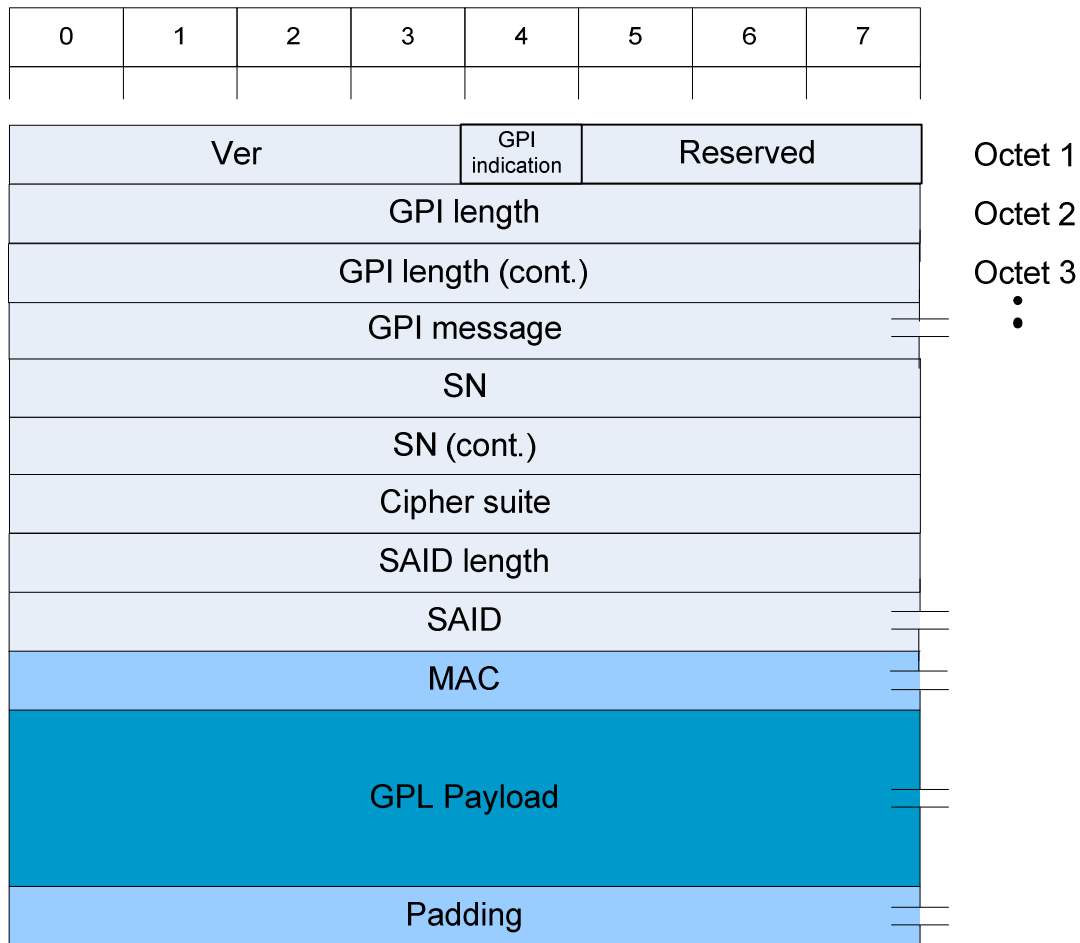 0 1 2 3 4 5 6 7
Ver GPI indication Reserved Octet 1
GPI length Octet 2
GPI length (cont.) Octet 3
GPI message
SN
SN (cont.)
Cipher suite
SAID length
SAID
MAC
GPL Payload
Padding